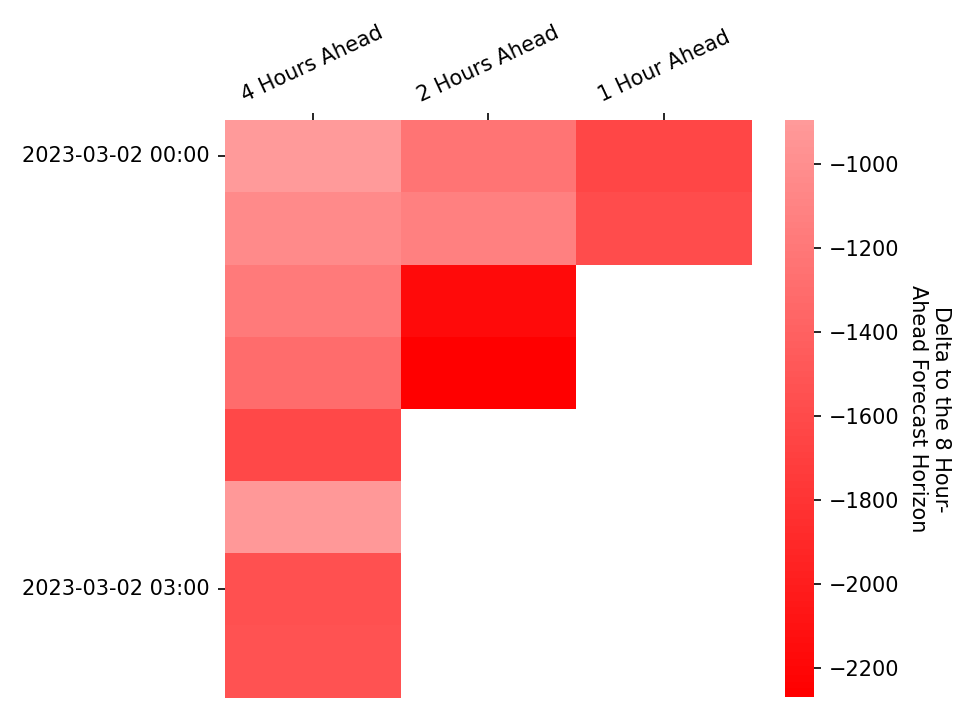 4 Hours Ahead
2 Hours Ahead
1 Hour Ahead
2023-03-02 00:00
2023-03-02 03:00
−1000
−1200
−1400
−1600
−1800
−2000
−2200
Delta to the 8 Hour-
Ahead Forecast Horizon